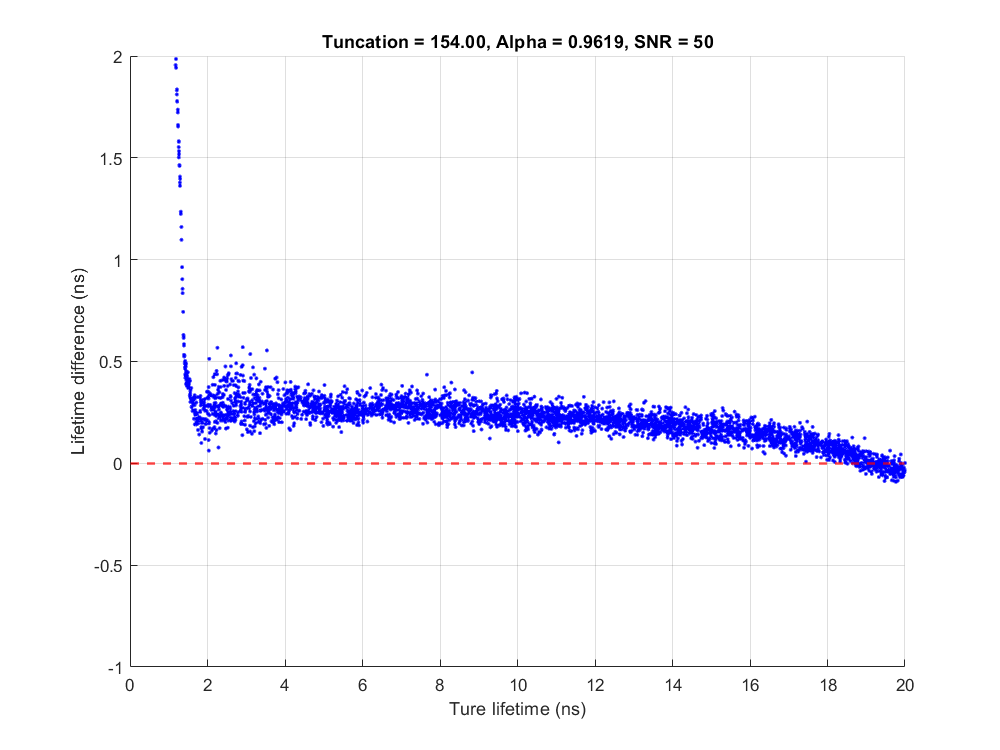 Tuncation = 154.00, Alpha = 0.9619, SNR = 50
2
1.5
1
0.5
0
-0.5
-1
Lifetime difference (ns)
0 2 4 6 8 10 12 14 16 18 20
Ture lifetime (ns)